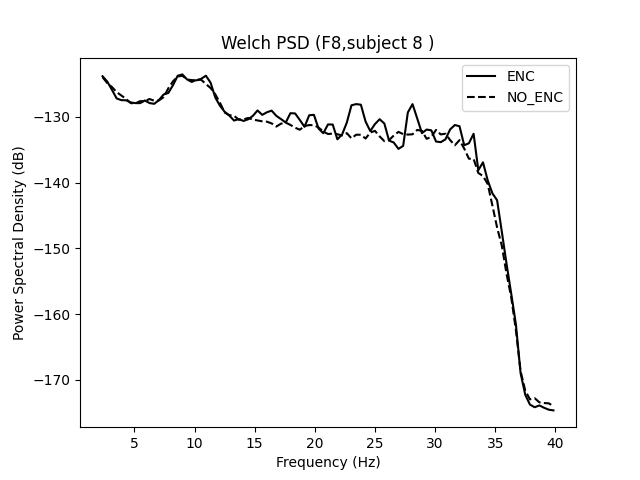 Welch PSD (F8,subject 8 )
ENC
NO_ENC
Power Spectral Density (dB)
−130
−140
−150
−160
−170
5 10 15 20 25 30 35 40
Frequency (Hz)